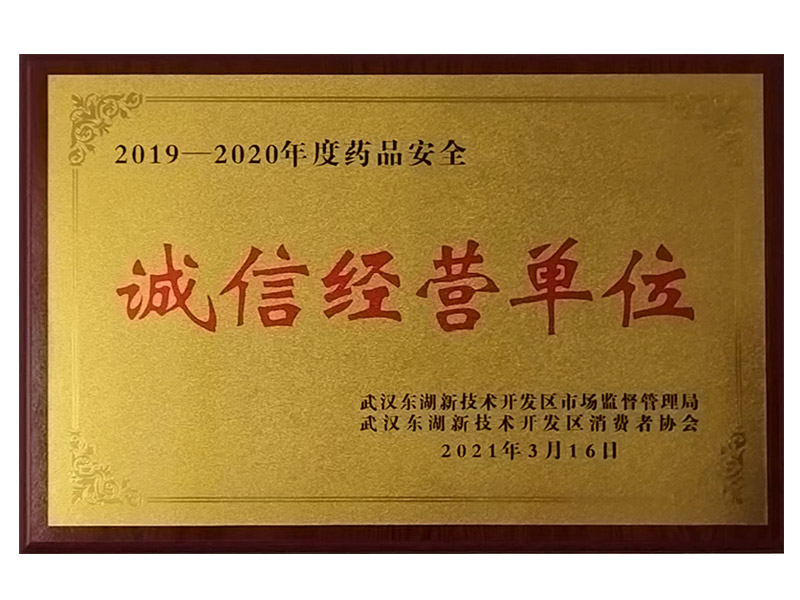 2019—2020年度药品安全
诚信经营单位
武汉东湖新技术开发区市场监督管理局
武汉东湖新技术开发区消费者协会
2021年3月16日